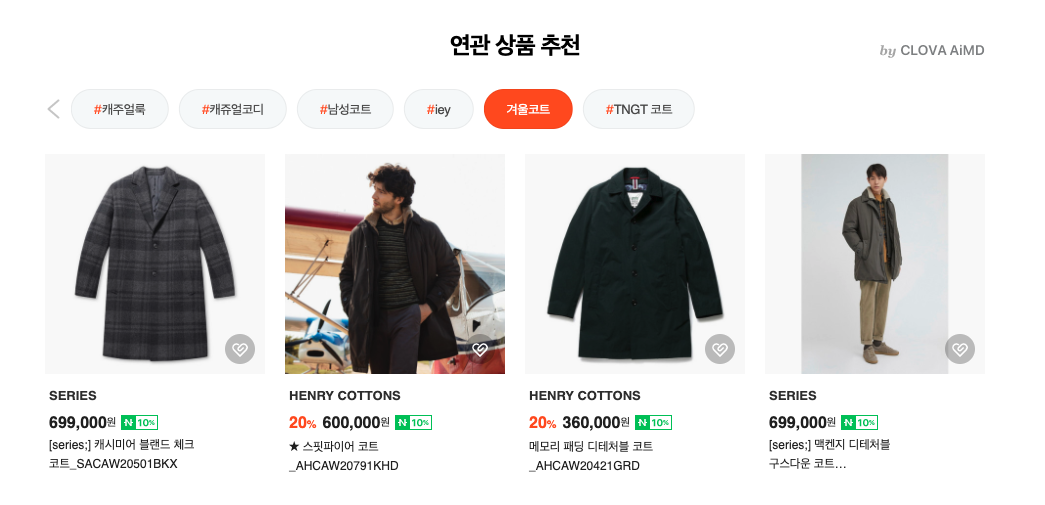 연관 상품 추천
by CLOVA AiMD
#캐주얼룩 #캐쥬얼코디 #남성코트 #iey 겨울코트 #TNGT 코트
SERIES
699,000원 N 10%
[series;] 캐시미어 블랜드 체크
코트_SACAW20501BKX
HENRY COTTONS
20% 600,000원 N 10%
★ 스핏파이어 코트
_AHCAW20791KHD
HENRY COTTONS
20% 360,000원 N 10%
메모리 패딩 디테처블 코트
_AHCAW20421GRD
SERIES
699,000원 N 10%
[series;] 맥켄지 디테처블
구스다운 코트...